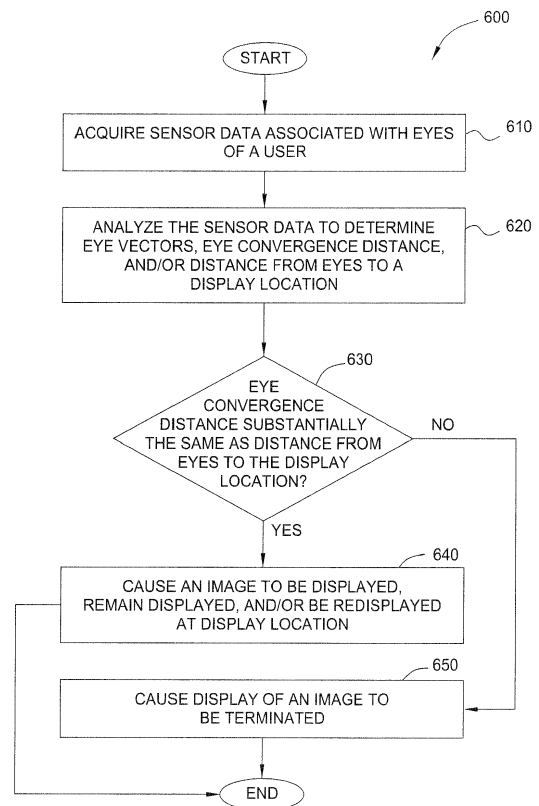 600
START
ACQUIRE SENSOR DATA ASSOCIATED WITH EYES
OF A USER
610
ANALYZE THE SENSOR DATA TO DETERMINE
EYE VECTORS, EYE CONVERGENCE DISTANCE,
AND/OR DISTANCE FROM EYES TO A
DISPLAY LOCATION
620
630
EYE
CONVERGENCE
DISTANCE SUBSTANTIALLY
THE SAME AS DISTANCE FROM
EYES TO THE DISPLAY
LOCATION?
NO
YES
640
CAUSE AN IMAGE TO BE DISPLAYED,
REMAIN DISPLAYED, AND/OR BE REDISPLAYED
AT DISPLAY LOCATION
650
CAUSE DISPLAY OF AN IMAGE TO
BE TERMINATED
END